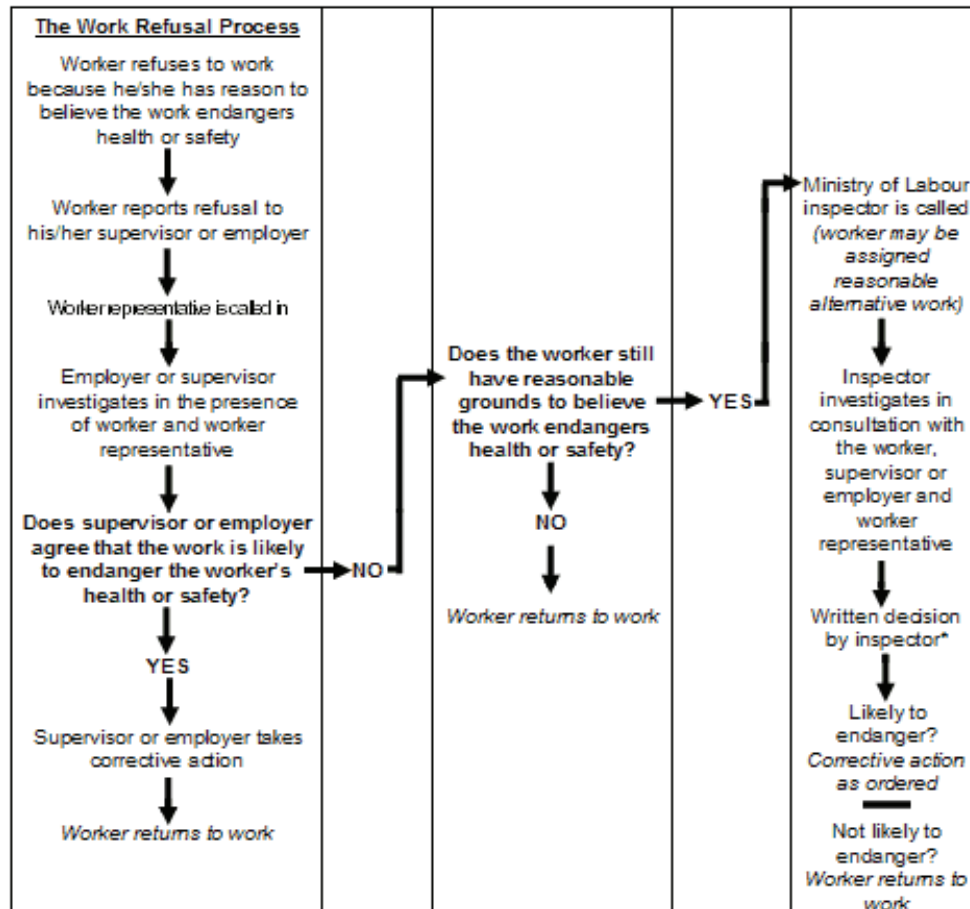 The Work Refusal Process
Worker refuses to work
because he/she has reason to
believe the work endangers
health or safety
Worker reports refusal to
his/her supervisor or employer
Worker representative is called in
Employer or supervisor
investigates in the presence
of worker and worker
representative
Does supervisor or employer
agree that the work is likely
to endanger the worker's
health or safety?
YES
Supervisor or employer takes
corrective action
Worker returns to work
NO
Does the worker still
have reasonable
grounds to believe
the work endangers
health or safety?
NO
Worker returns to work
YES
Ministry of Labour
inspector is called
(worker may be
assigned
reasonable
alternative work)
Inspector
investigates in
consultation with
the worker,
supervisor or
employer and
worker
representative
Written decision
by inspector*
Likely to
endanger?
Corrective action
as ordered
Not likely to
endanger?
Worker returns to
work